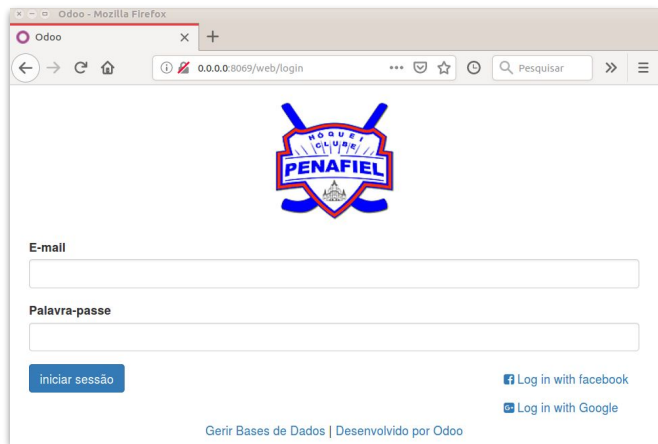 Odoo - Mozilla Firefox
Odoo
0.0.0.0:8069/web/login
Pesquisar
HÓQUEI
CLUBE
PENAFIEL
E-mail
Palavra-passe
iniciar sessão
Log in with facebook
Log in with Google
Gerir Bases de Dados | Desenvolvido por Odoo